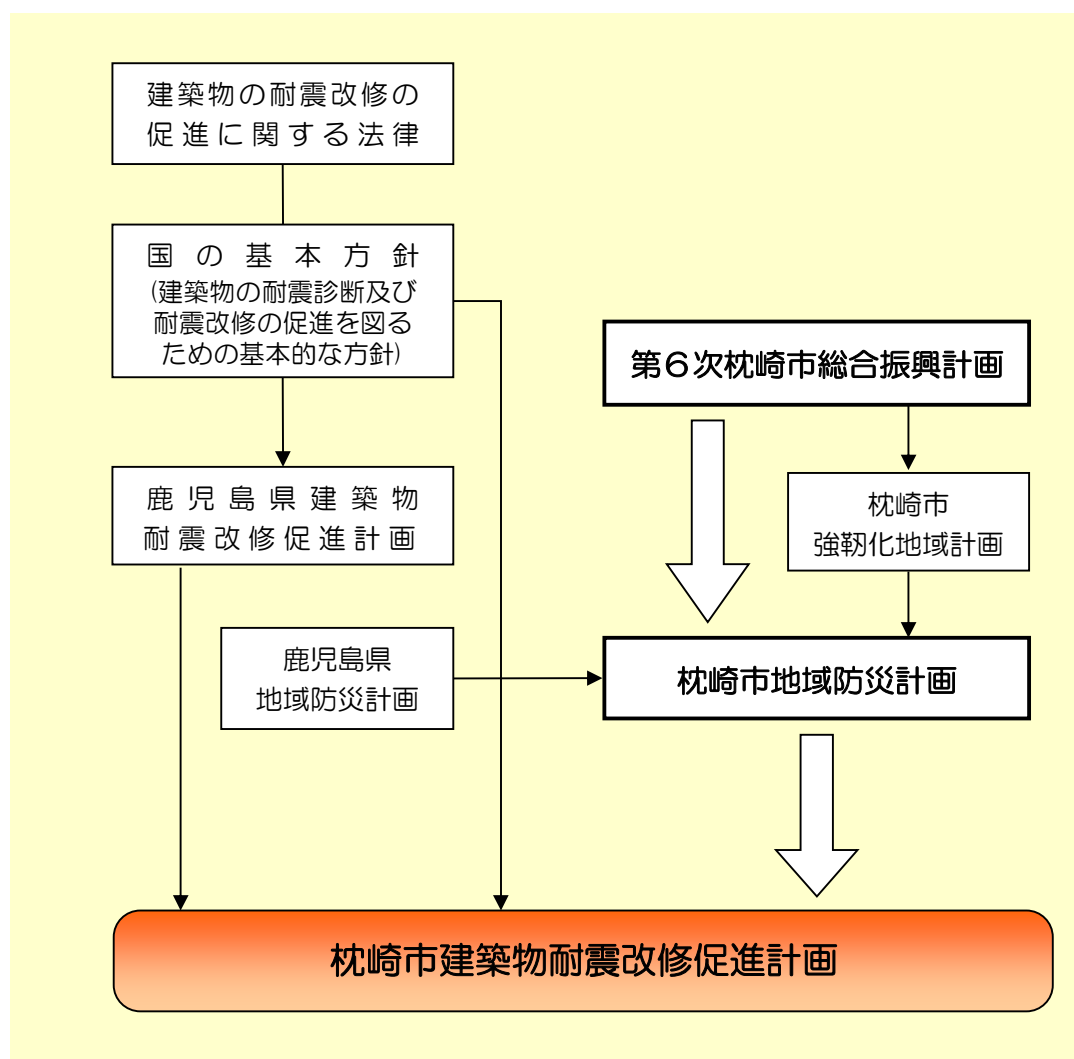 建築物の耐震改修の
促進に関する法律
国の基本方針
(建築物の耐震診断及び
耐震改修の促進を図る
ための基本的な方針)
第6次枕崎市総合振興計画
鹿児島県建築物
耐震改修促進計画
枕崎市
強靭化地域計画
鹿児島県
地域防災計画
枕崎市地域防災計画
枕崎市建築物耐震改修促進計画